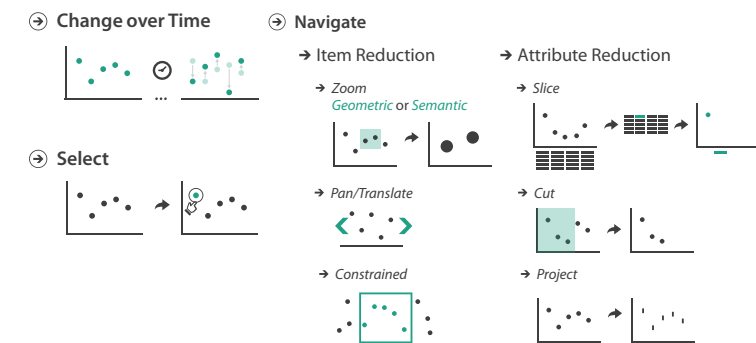 Change over Time
...
Select
Navigate
Item Reduction
Zoom
Geometric or Semantic
Pan/Translate
Constrained
Attribute Reduction
Slice
Cut
Project